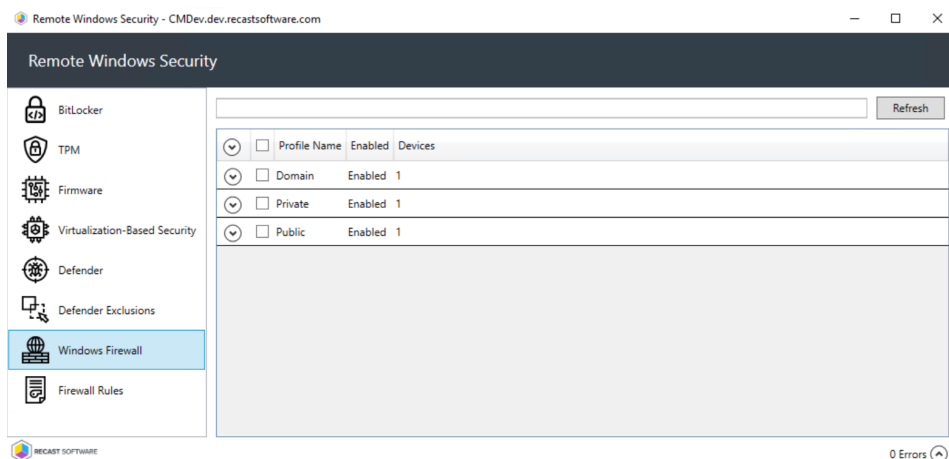 Remote Windows Security - CMDev.dev.recastsoftware.com
Remote Windows Security
BitLocker
TPM
Firmware
Virtualization-Based Security
Defender
Defender Exclusions
Windows Firewall
Firewall Rules
Refresh
Profile Name Enabled Devices
Domain Enabled 1
Private Enabled 1
Public Enabled 1
RECAST SOFTWARE
0 Errors